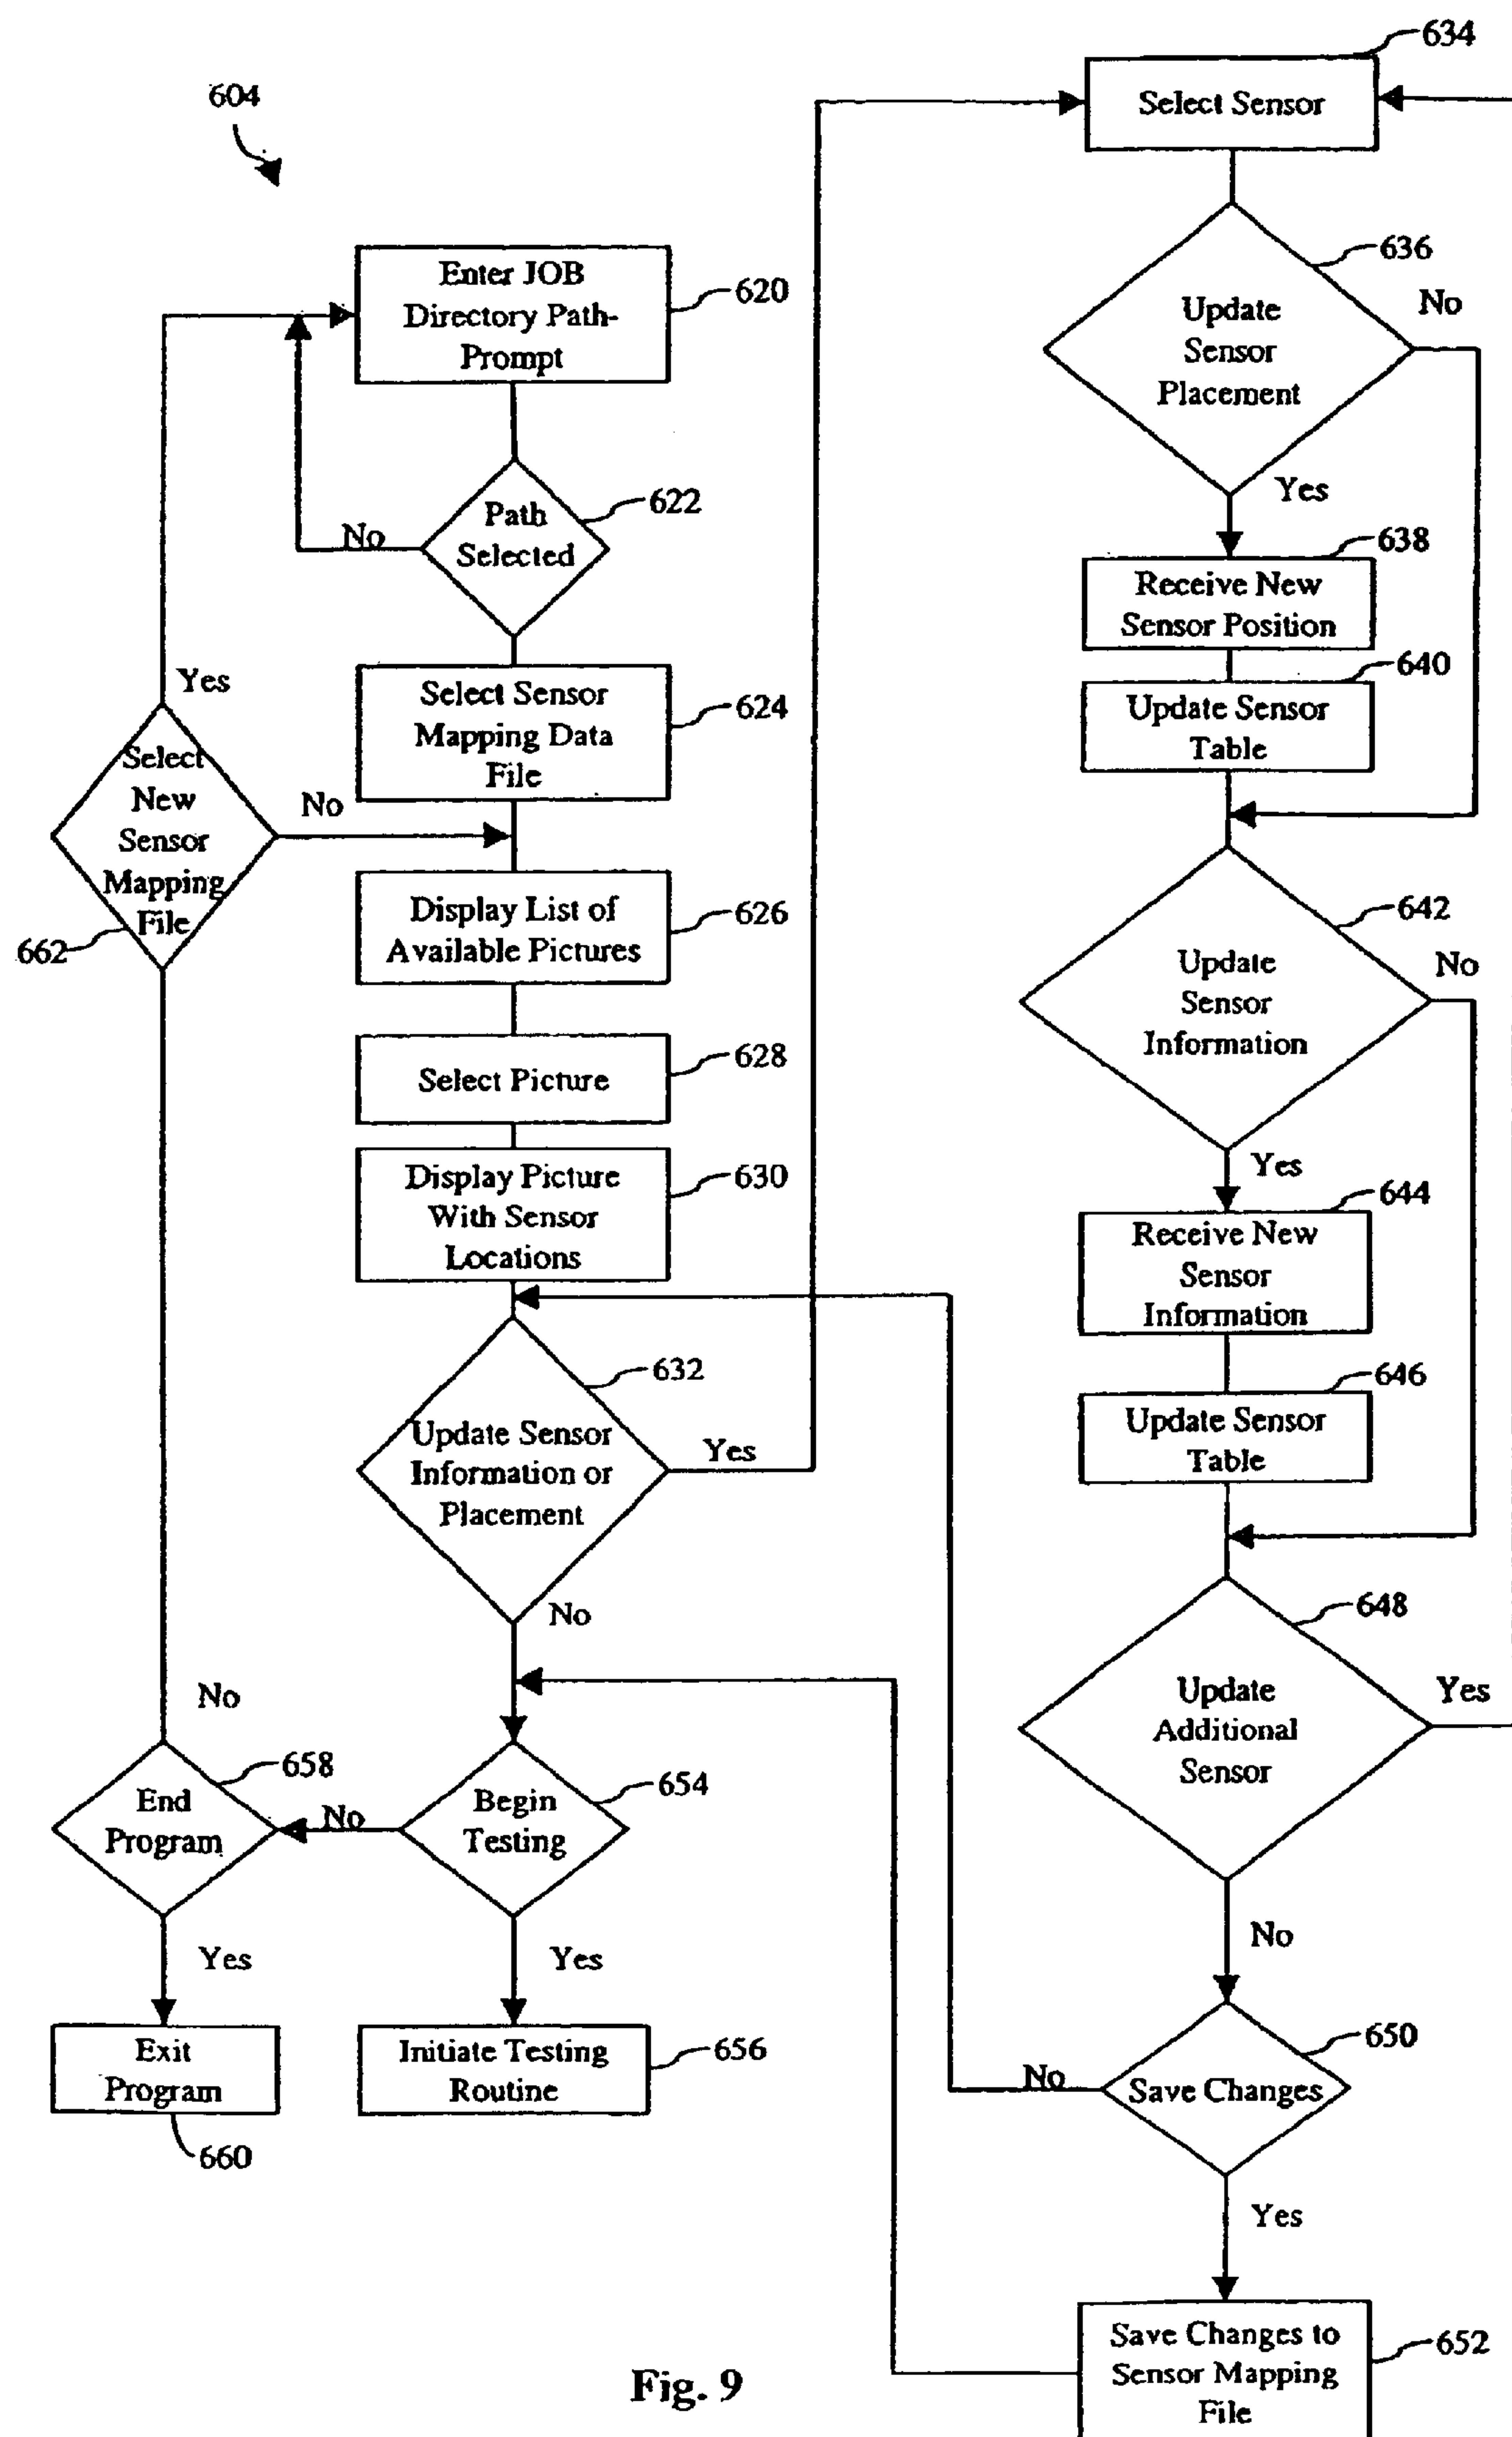 604
Enter JOB
Directory Path-
Prompt
620
Path
Selected
622
No
Select Sensor
Mapping Data
File
624
Yes
Select
New
Sensor
Mapping
File
662
No
Display List of
Available Pictures
626
Select Picture
628
Display Picture
With Sensor
Locations
630
Update Sensor
Information or
Placement
632
Yes
No
Begin
Testing
654
No
Yes
End
Program
658
No
Yes
Exit
Program
660
Initiate Testing
Routine
656
Select Sensor
634
Update
Sensor
Placement
636
No
Yes
Receive New
Sensor Position
638
Update Sensor
Table
640
Update
Sensor
Information
642
No
Yes
Receive New
Sensor
Information
644
Update Sensor
Table
646
Update
Additional
Sensor
648
Yes
No
Save Changes
650
No
Yes
Save Changes to
Sensor Mapping
File
652
Fig. 9